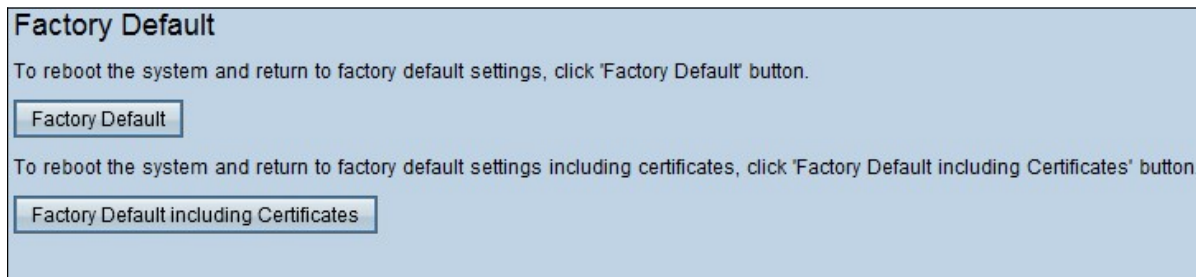 Factory Default
To reboot the system and return to factory default settings, click 'Factory Default' button.
Factory Default
To reboot the system and return to factory default settings including certificates, click 'Factory Default including Certificates' button.
Factory Default including Certificates